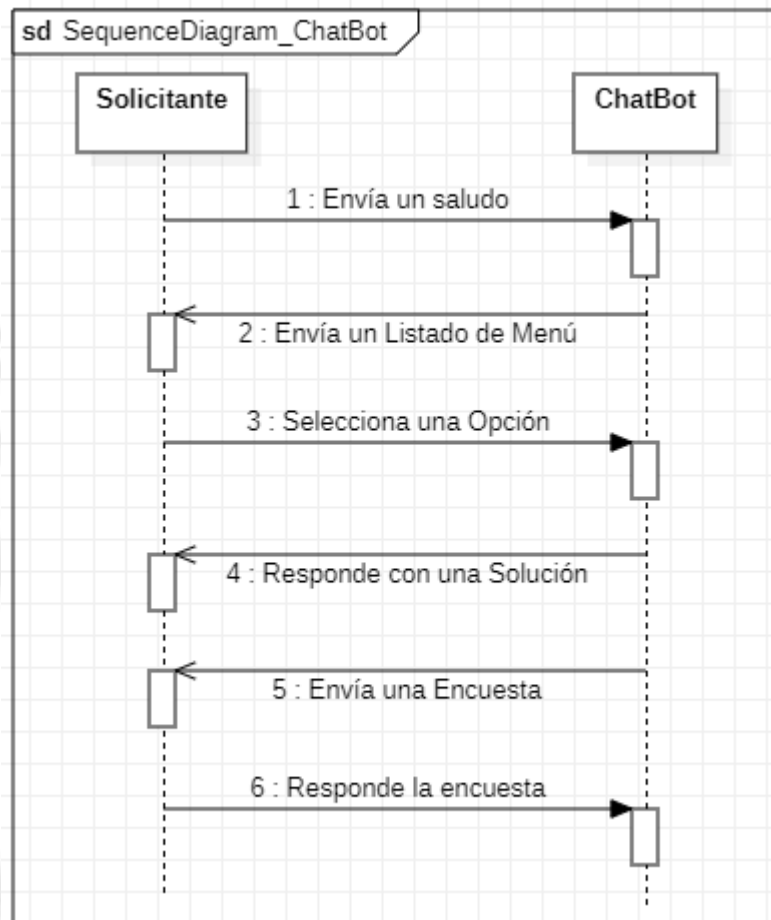 sd SequenceDiagram_ChatBot
Solicitante
ChatBot
1 : Envía un saludo
2 : Envía un Listado de Menú
3 : Selecciona una Opción
4 : Responde con una Solución
5 : Envía una Encuesta
6 : Responde la encuesta